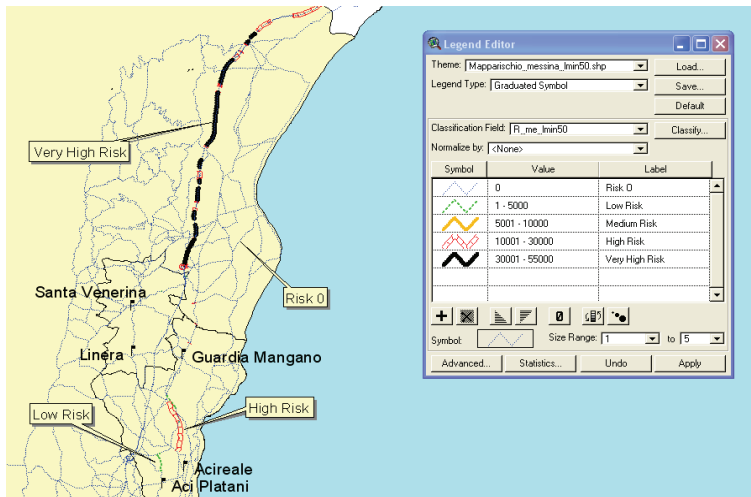 Very High Risk
Santa Venerina
Risk 0
Linera
Guardia Mangano
Low Risk
High Risk
Acireale
Aci Platani
Legend Editor
Theme: Mapparischio_messina_lmin50.shp
Load...
Legend Type: Graduated Symbol
Save...
Default
Classification Field: R_me_lmin50
Classify...
Normalize by: <None>
Symbol Value Label
0 Risk 0
1 - 5000 Low Risk
5001 - 10000 Medium Risk
10001 - 30000 High Risk
30001 - 55000 Very High Risk
Symbol: Size Range: 1 to 5
Advanced... Statistics... Undo Apply